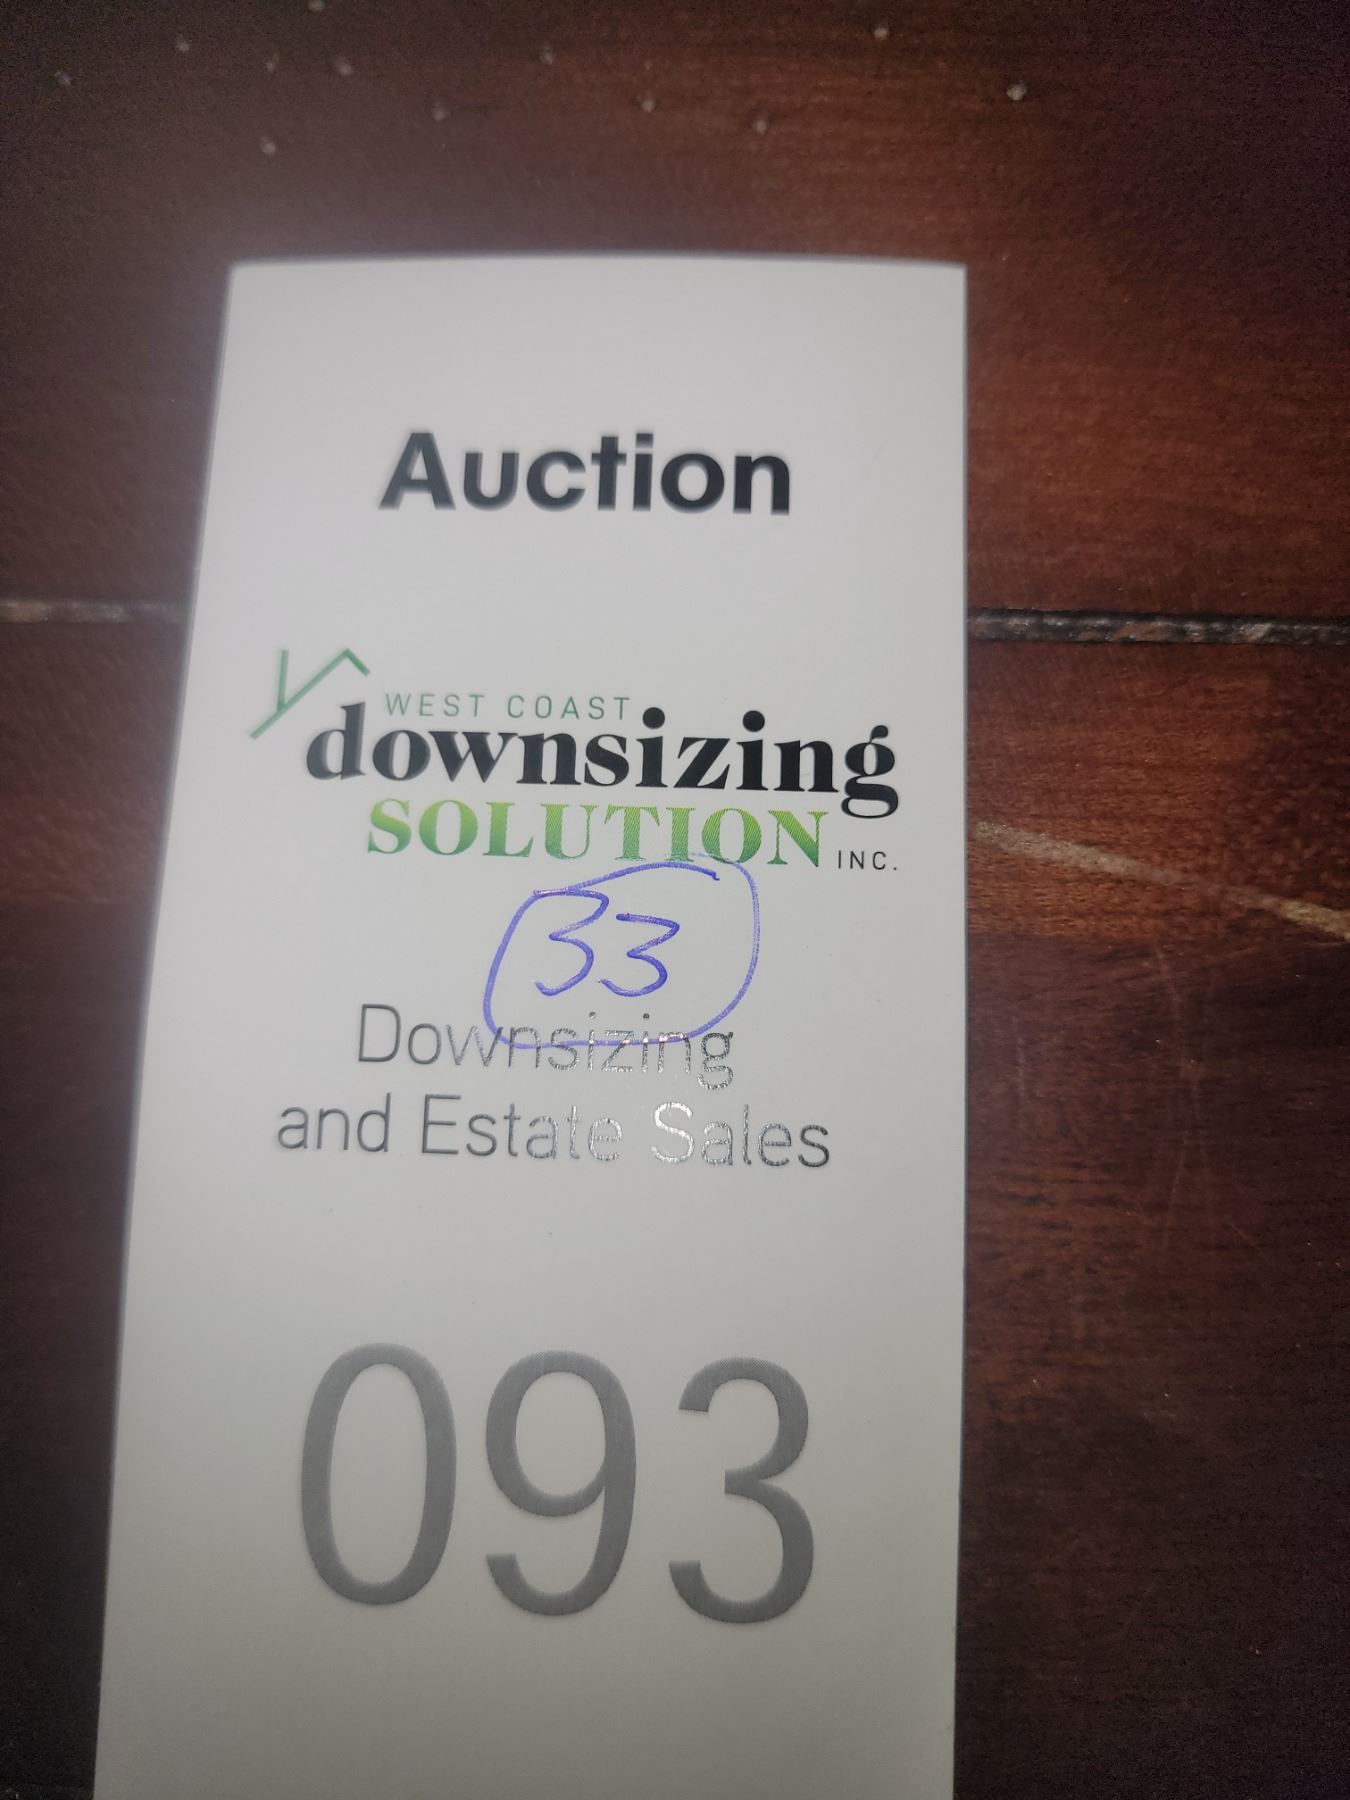 Auction
WEST COAST
downsizing
SOLUTION INC.
33
Downsizing
and Estate Sales
093